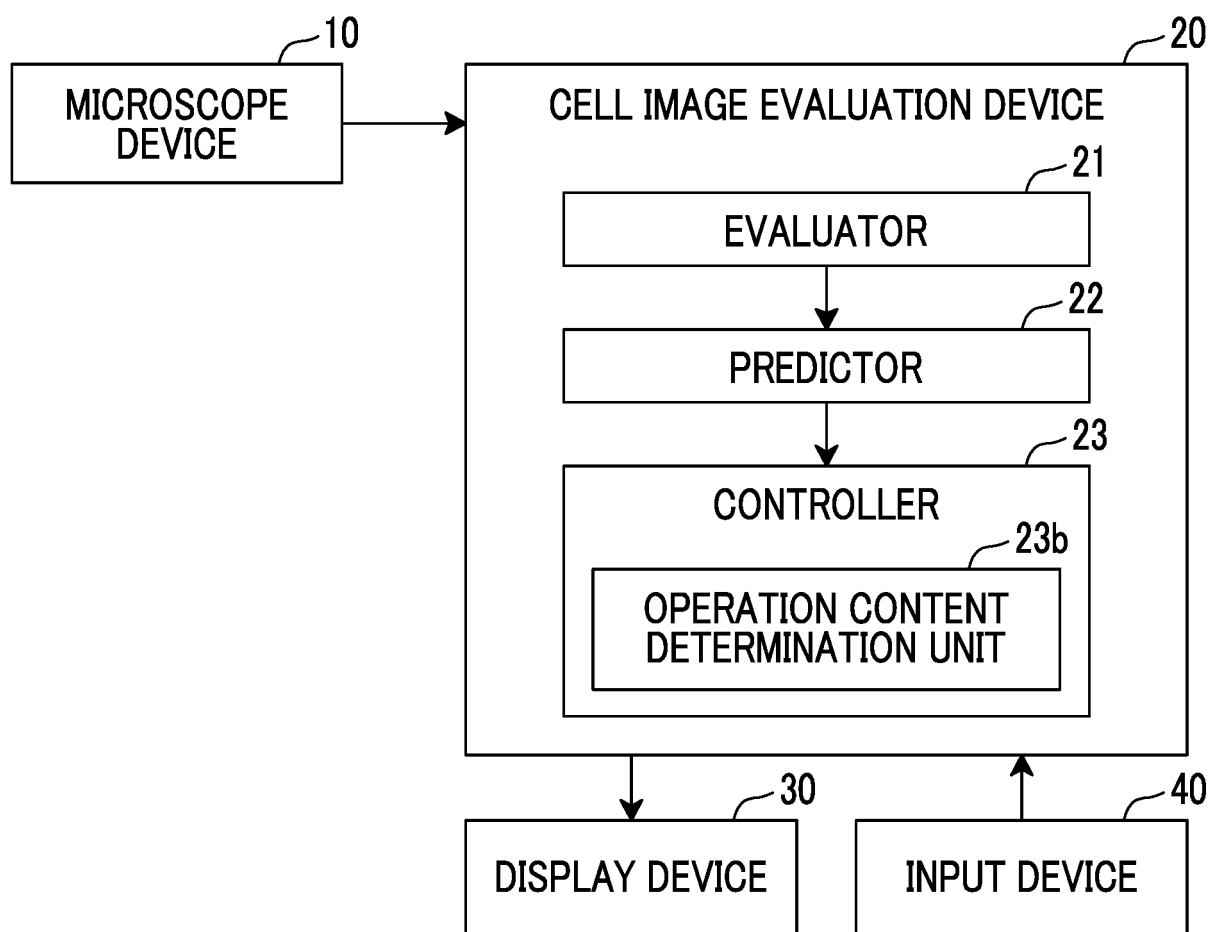 10
MICROSCOPE
DEVICE
20
CELL IMAGE EVALUATION DEVICE
21
EVALUATOR
22
PREDICTOR
23
CONTROLLER
23b
OPERATION CONTENT
DETERMINATION UNIT
30
DISPLAY DEVICE
40
INPUT DEVICE